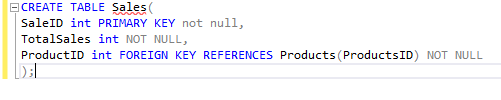 CREATE TABLE Sales(
SaleID int PRIMARY KEY not null,
TotalSales int NOT NULL,
ProductID int FOREIGN KEY REFERENCES Products(ProductsID) NOT NULL
);